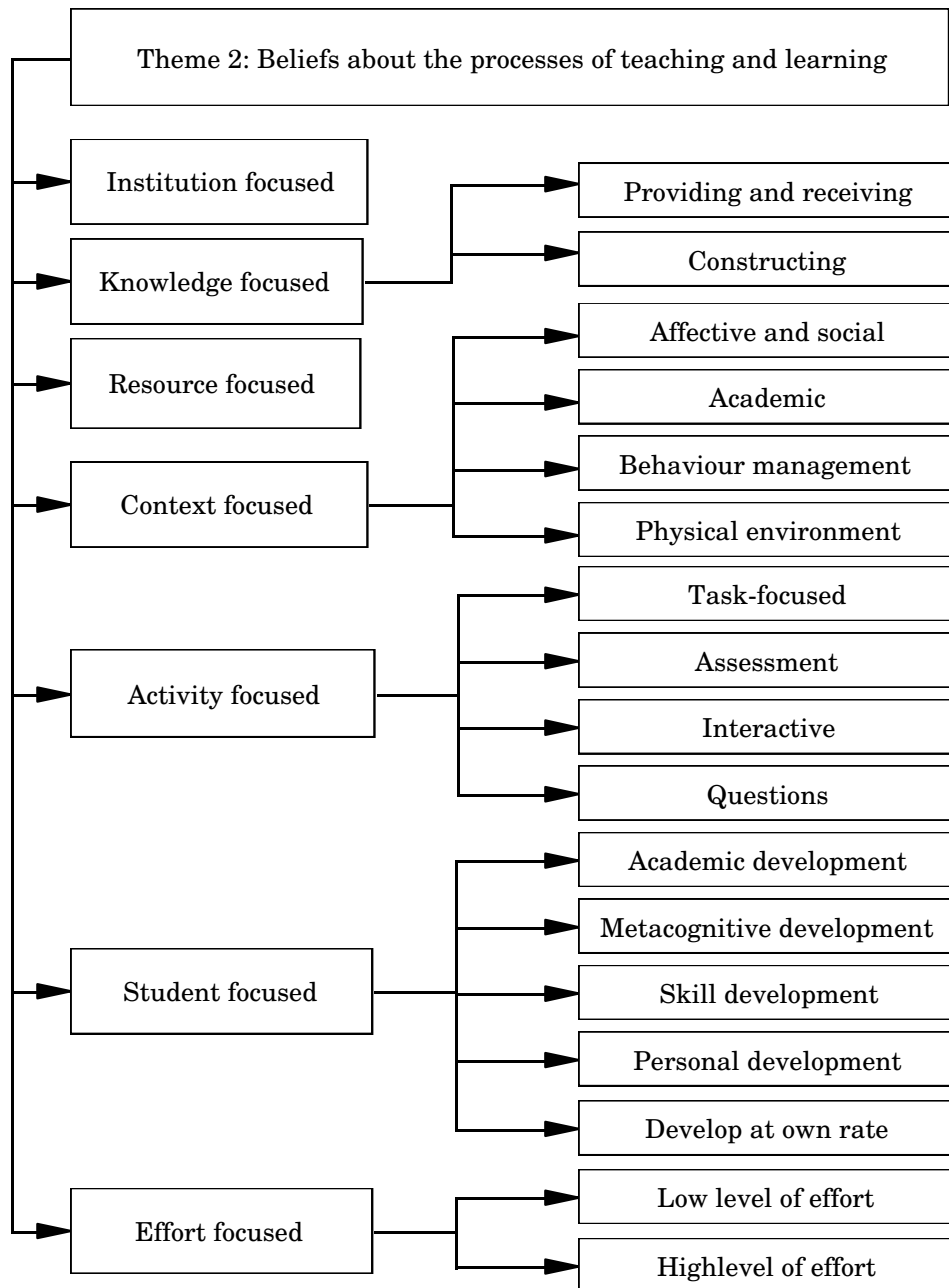 Theme 2: Beliefs about the processes of teaching and learning
Institution focused
Knowledge focused
Providing and receiving
Constructing
Resource focused
Context focused
Affective and social
Academic
Behaviour management
Physical environment
Activity focused
Task-focused
Assessment
Interactive
Questions
Student focused
Academic development
Metacognitive development
Skill development
Personal development
Develop at own rate
Effort focused
Low level of effort
Highlevel of effort